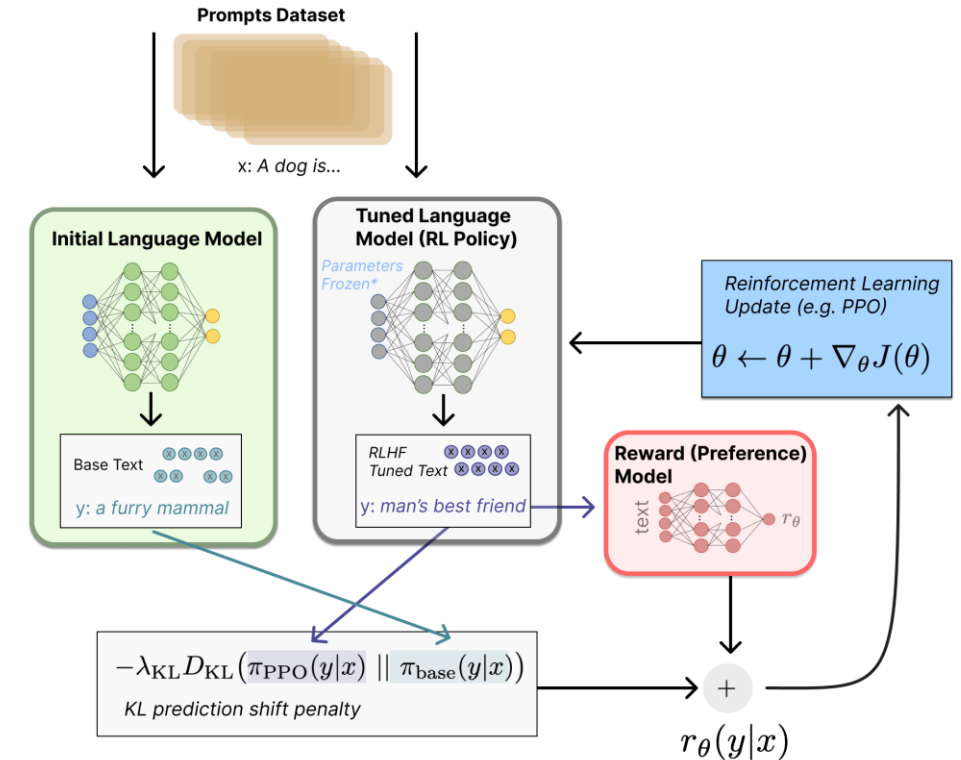 Prompts Dataset
x: A dog is...
Initial Language Model
Base Text
x x x x
x x x x
y: a furry mammal
Tuned Language
Model (RL Policy)
Parameters
Frozen*
RLHF
Tuned Text
x x x x
x x x x
y: man's best friend
Reinforcement Learning
Update (e.g. PPO)
θ ← θ + ∇θJ(θ)
Reward (Preference)
Model
text
rθ
−λKL DKL(πPPO(y|x) || πbase(y|x))
KL prediction shift penalty
+
rθ(y|x)